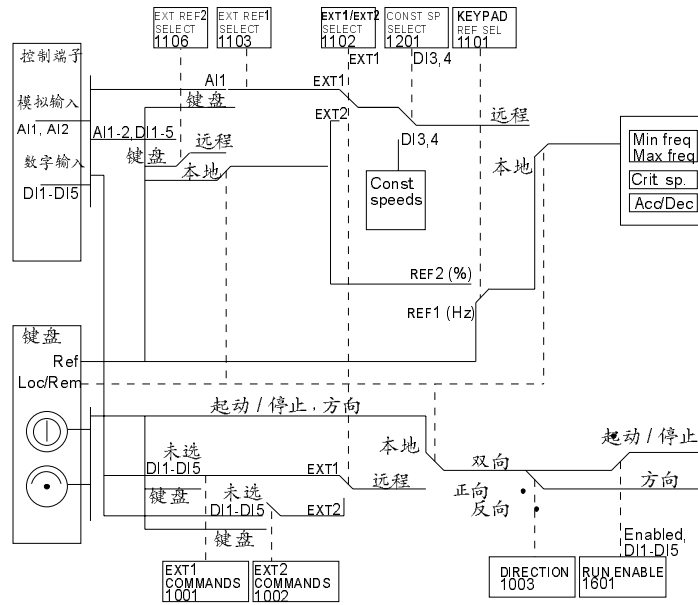 EXT REF2
SELECT
1106
EXT REF1
SELECT
1103
EXT1/EXT2
SELECT
1102
CONST SP
SELECT
1201
KEYPAD
REF SEL
1101
控制端子
模拟输入
AI1, AI2
数字输入
DI1-DI5
AI1
键盘
EXT1
EXT1
DI3, 4
EXT2
远程
AI1-2,DI1-5
键盘
远程
本地
DI3,4
Const
speeds
本地
Min freq
Max freq
Crit sp.
Acc/Dec
REF2 (%)
REF1 (Hz)
键盘
Ref
Loc/Rem
起动 / 停止 , 方向
本地
双向
起动 / 停止
方向
未选
DI1-DI5
键盘
EXT1
远程
未选
DI1-DI5
键盘
EXT2
正向
反向
Enabled,
DI1-DI5
EXT1
COMMANDS
1001
EXT2
COMMANDS
1002
DIRECTION
1003
RUN ENABLE
1601